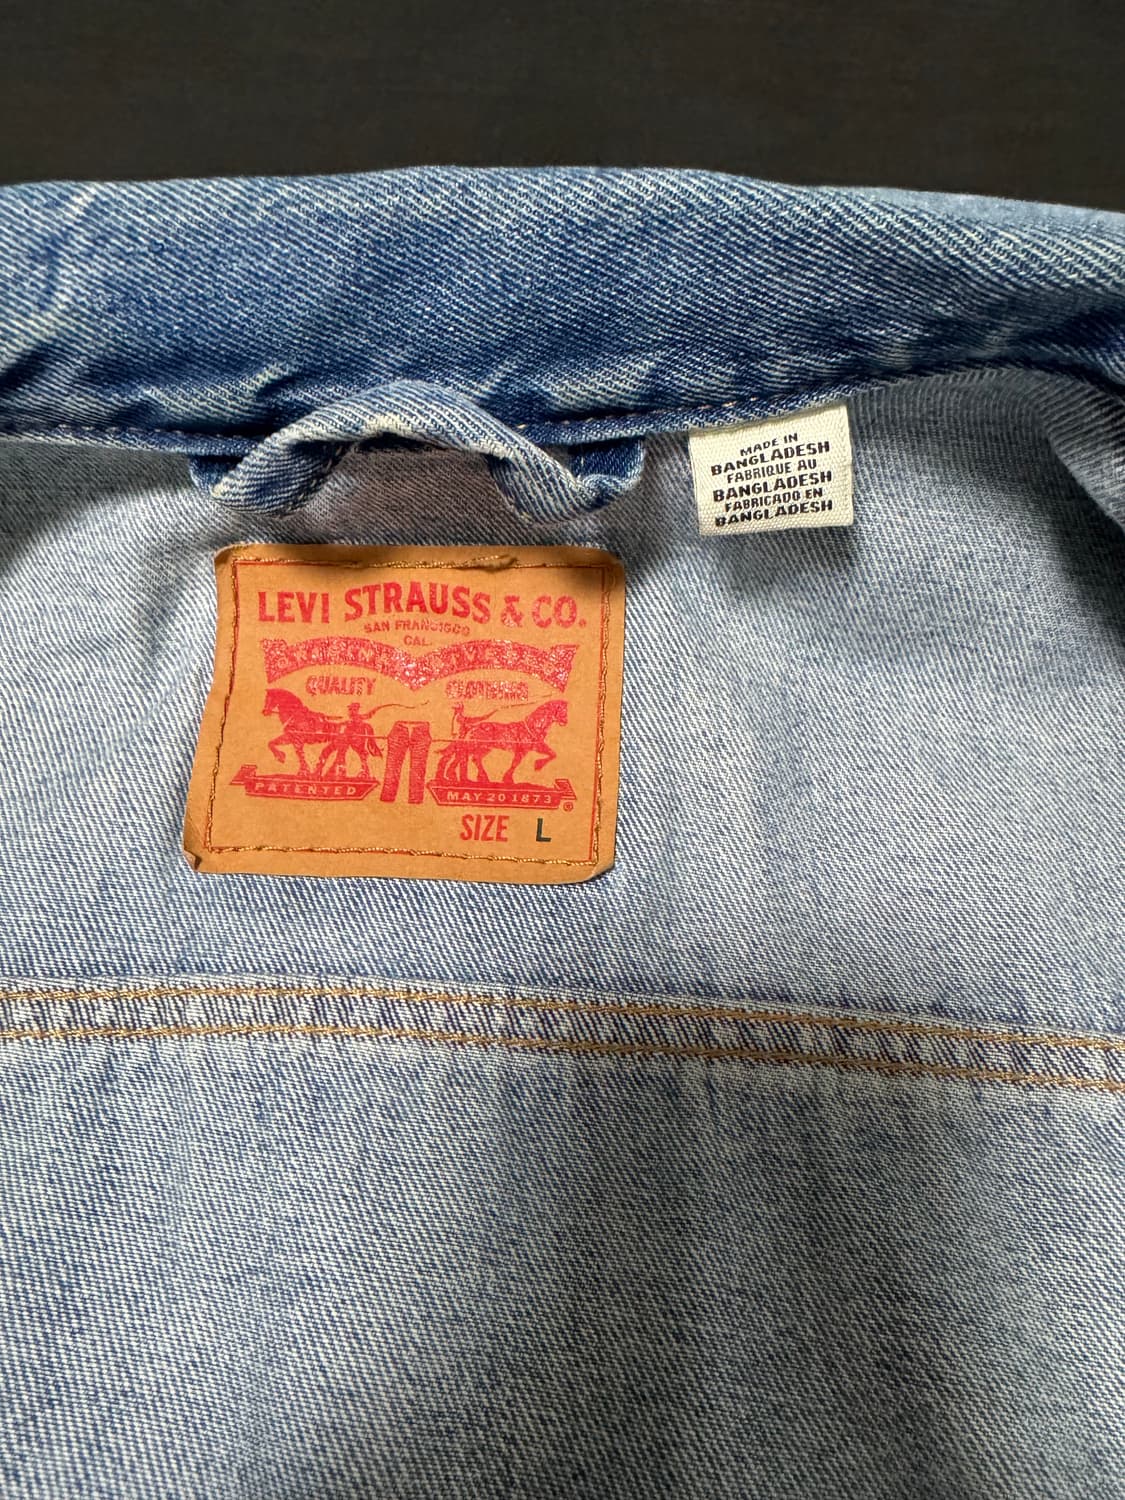 MADE IN
BANGLADESH
FABRIQUE AU
BANGLADESH
FABRICADO EN
BANGLADESH
LEVI STRAUSS & CO.
SAN FRANCISCO
CAL.
QUALITY CLOTHING
PATENTED MAY 20 1873 ®
SIZE L